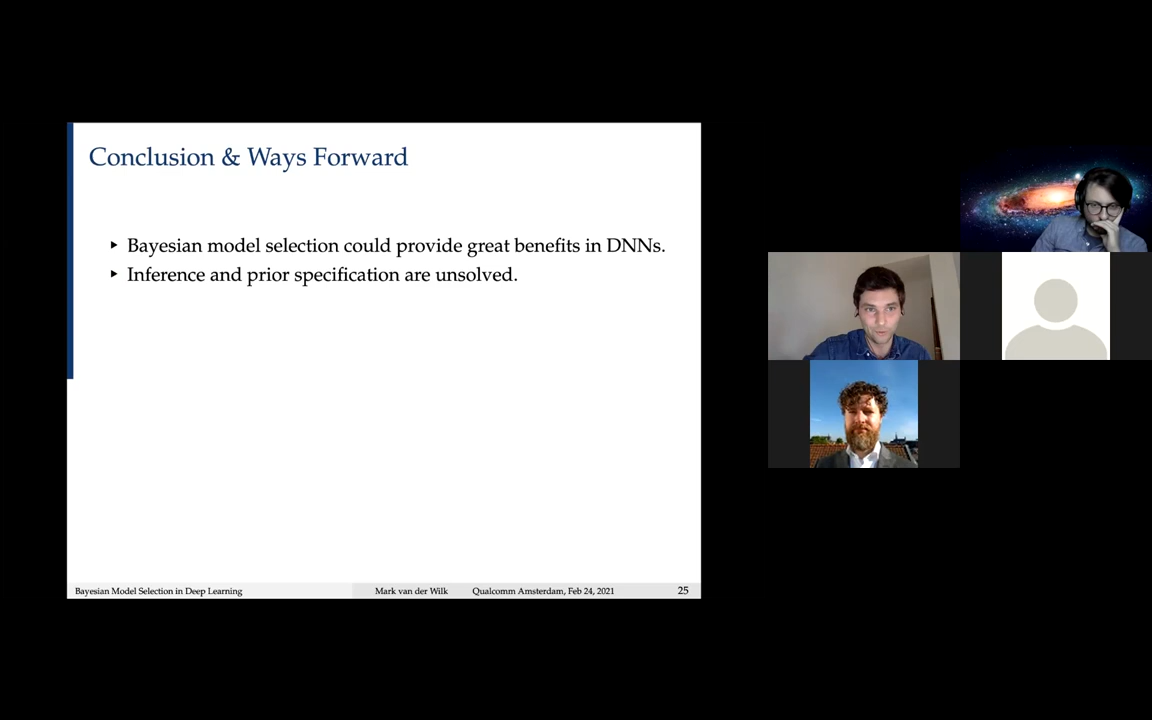 Conclusion & Ways Forward
‣ Bayesian model selection could provide great benefits in DNNs.
‣ Inference and prior specification are unsolved.
Bayesian Model Selection in Deep Learning Mark van der Wilk Qualcomm Amsterdam, Feb 24, 2021 25